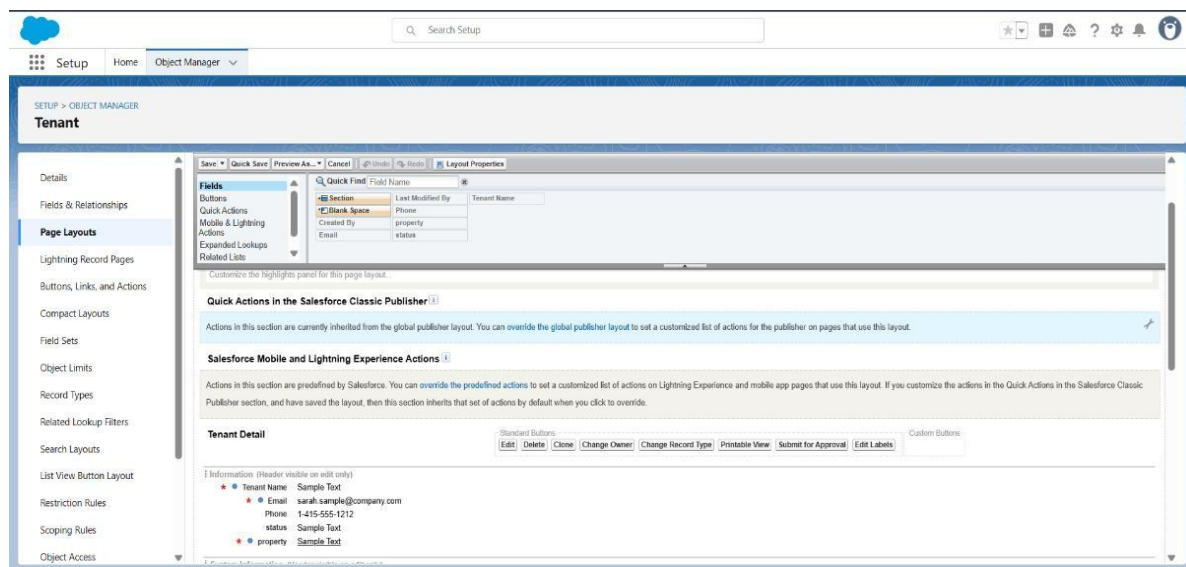 Search Setup
Setup Home Object Manager
SETUP > OBJECT MANAGER
Tenant
Details
Fields & Relationships
Page Layouts
Lightning Record Pages
Buttons, Links, and Actions
Compact Layouts
Field Sets
Object Limits
Record Types
Related Lookup Filters
Search Layouts
List View Button Layout
Restriction Rules
Scoping Rules
Object Access
Save Quick Save Preview As... Cancel Undo Redo Layout Properties
Fields
Buttons
Quick Actions
Mobile & Lightning
Actions
Expanded Lookups
Related Lists
Quick Find Field Name
Section Last Modified By Tenant Name
Blank Space Phone
Created By property
Email status
Customize the highlights panel for this page layout...
Quick Actions in the Salesforce Classic Publisher
Actions in this section are currently inherited from the global publisher layout. You can override the global publisher layout to set a customized list of actions for the publisher on pages that use this layout.
Salesforce Mobile and Lightning Experience Actions
Actions in this section are predefined by Salesforce. You can override the predefined actions to set a customized list of actions on Lightning Experience and mobile app pages that use this layout. If you customize the actions in the Quick Actions in the Salesforce Classic
Publisher section, and have saved the layout, then this section inherits that set of actions by default when you click to override.
Tenant Detail
Standard Buttons
Edit Delete Clone Change Owner Change Record Type Printable View Submit for Approval Edit Labels
Custom Buttons
Information (Header visible on edit only)
* Tenant Name Sample Text
* Email sarah.sample@company.com
Phone 1-415-555-1212
status Sample Text
* property Sample Text